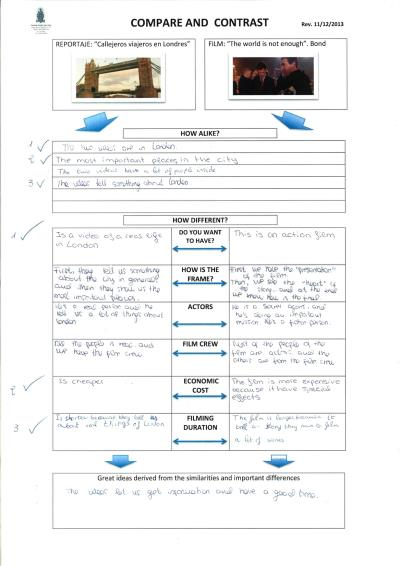 COMPARE AND CONTRAST
Rev. 11/12/2013
REPORTAJE: "Callejeros viajeros en Londres"
FILM: "The world is not enough". Bond
HOW ALIKE?
1 The two videos are in London.
2 The most important places in the city
The two videos have a lot of people inside
3 The videos tell something about London
HOW DIFFERENT?
1
Is a video of a real life
in London
DO YOU WANT
TO HAVE?
This is an action film
First, they tell us something
about the city in general
and then they show us the
most important places.
HOW IS THE
FRAME?
First we have the "presentation"
of the film.
Then, we see the "heart" of
the story and at the end
we know how is the final
It's a real person and he
tell us a lot of things about
London
ACTORS
He is a secret agent, and
he's doing an important
mission. He's a fiction person.
the people is real and
we have the film crew
FILM CREW
of the people of the
film are actors and the
others are from the film crew
2
Is cheaper
ECONOMIC
COST
The film is more expensive
because it have special
effects
3
Is shorter because they tell us
about real things of London
FILMING
DURATION
The film is longer because
a film
a lot of scenes
Great ideas derived from the similarities and important differences
The videos let us get information and have a good time.